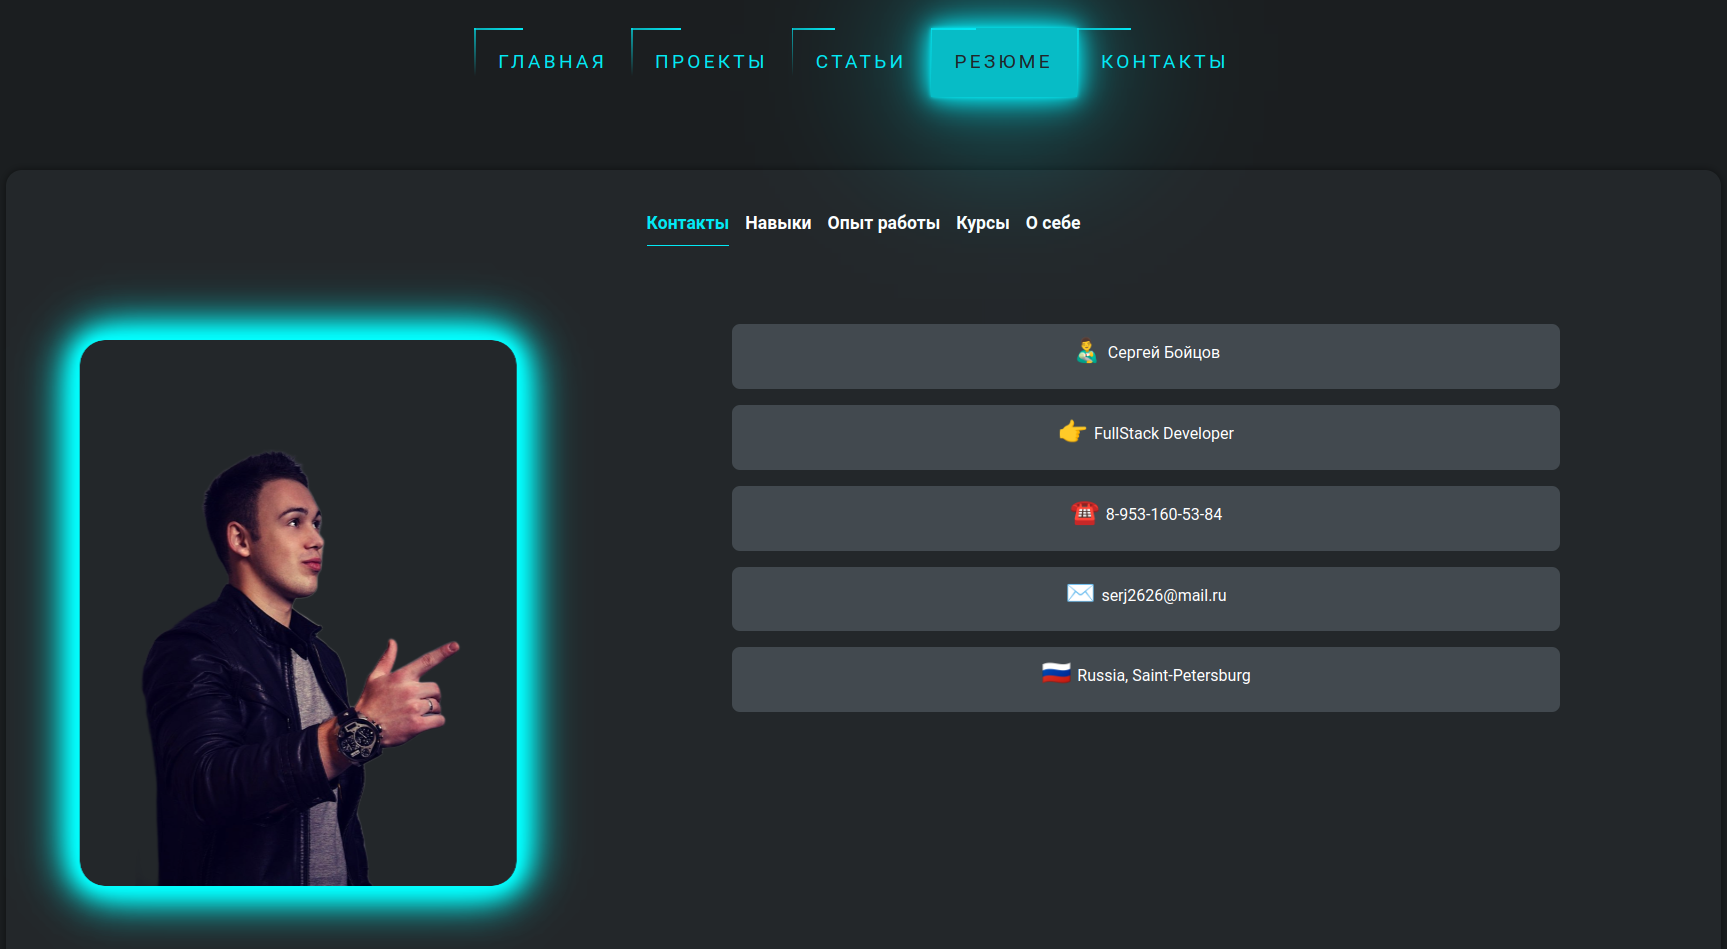 ГЛАВНАЯ ПРОЕКТЫ СТАТЬИ РЕЗЮМЕ КОНТАКТЫ
Контакты Навыки Опыт работы Курсы О себе
Сергей Бойцов
FullStack Developer
8-953-160-53-84
serj2626@mail.ru
Russia, Saint-Petersburg